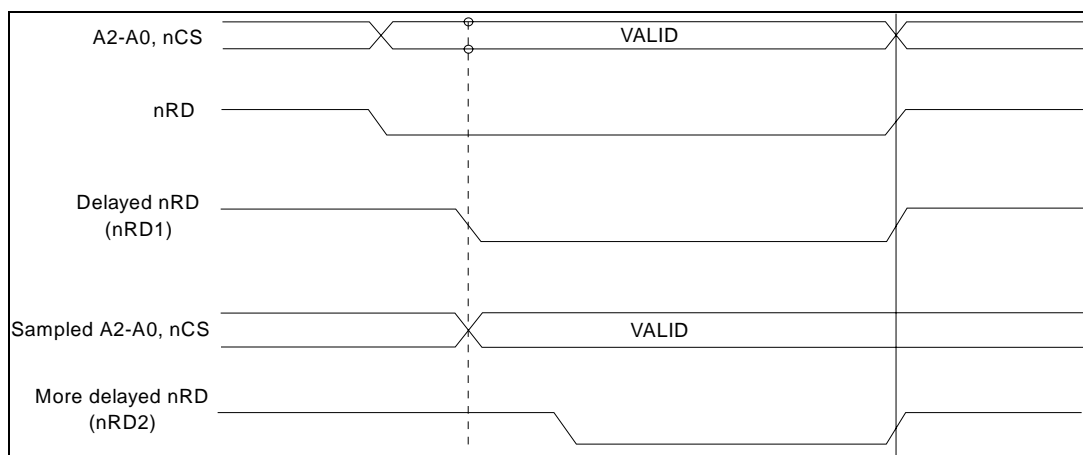 A2-A0, nCS
VALID
nRD
Delayed nRD
(nRD1)
Sampled A2-A0, nCS
VALID
More delayed nRD
(nRD2)